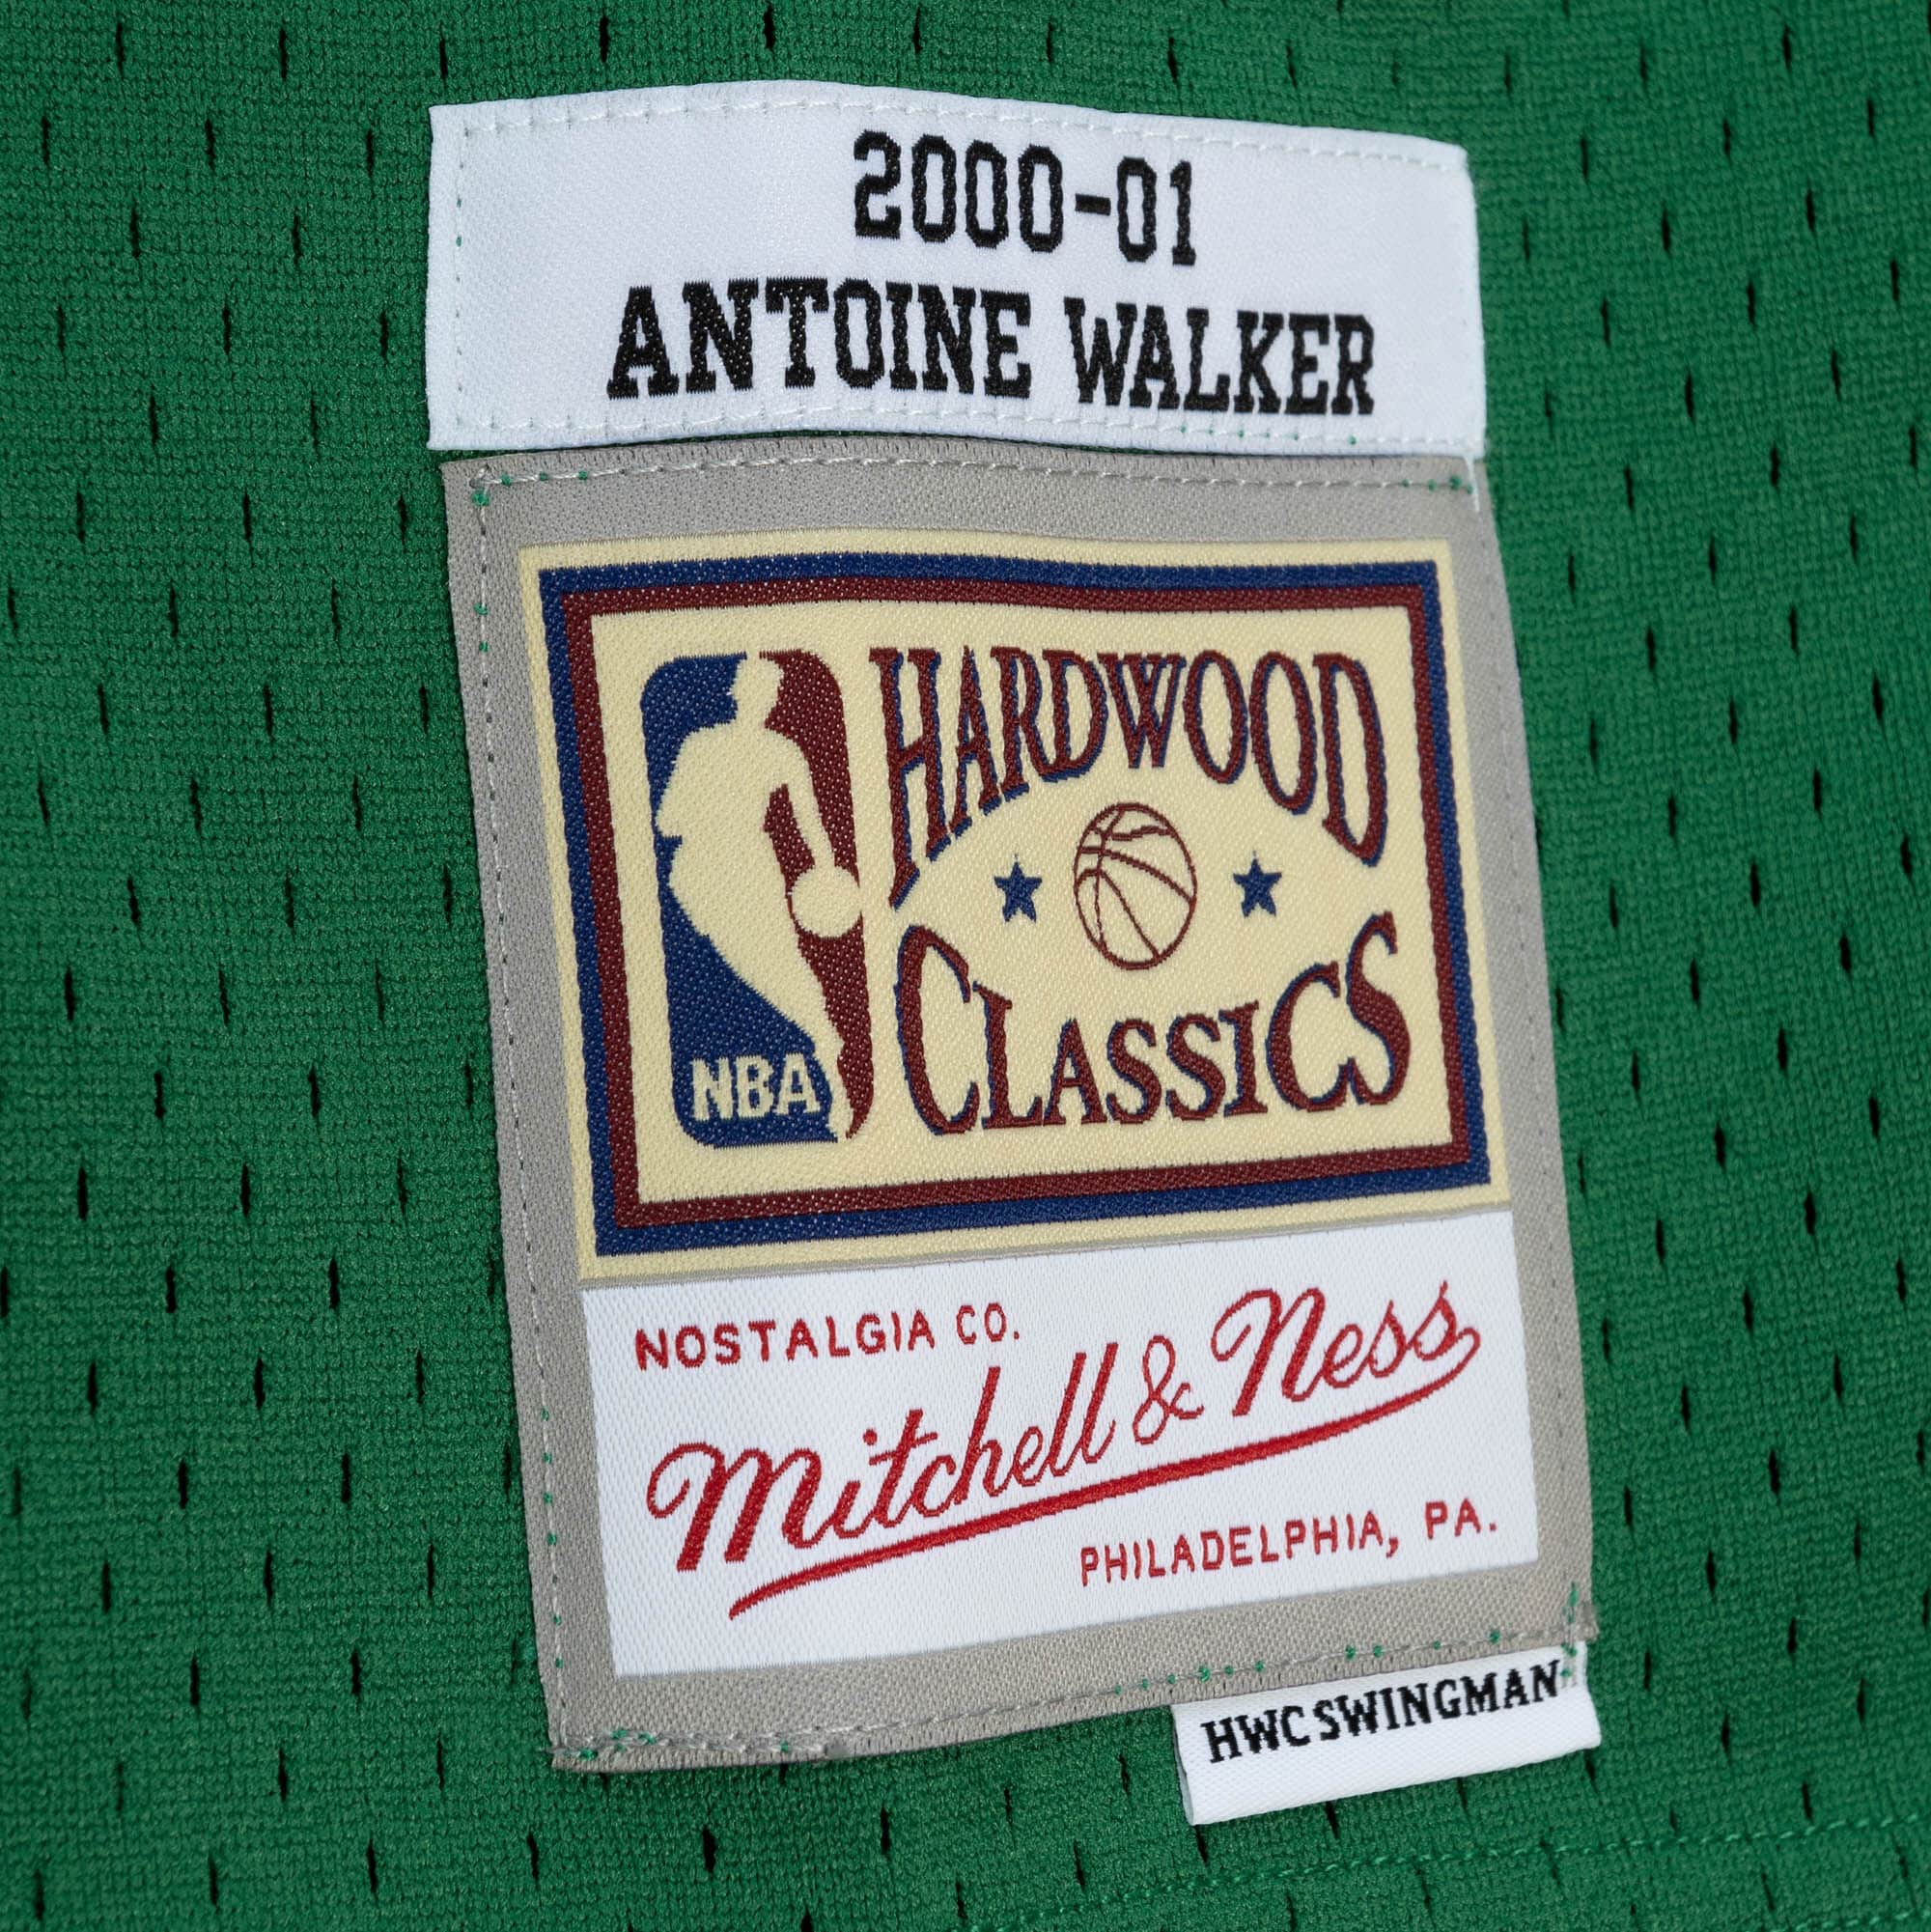 2000-01
ANTOINE WALKER
HARDWOOD
CLASSICS
NBA
NOSTALGIA CO.
Mitchell & Ness
PHILADELPHIA, PA.
HWC SWINGMAN